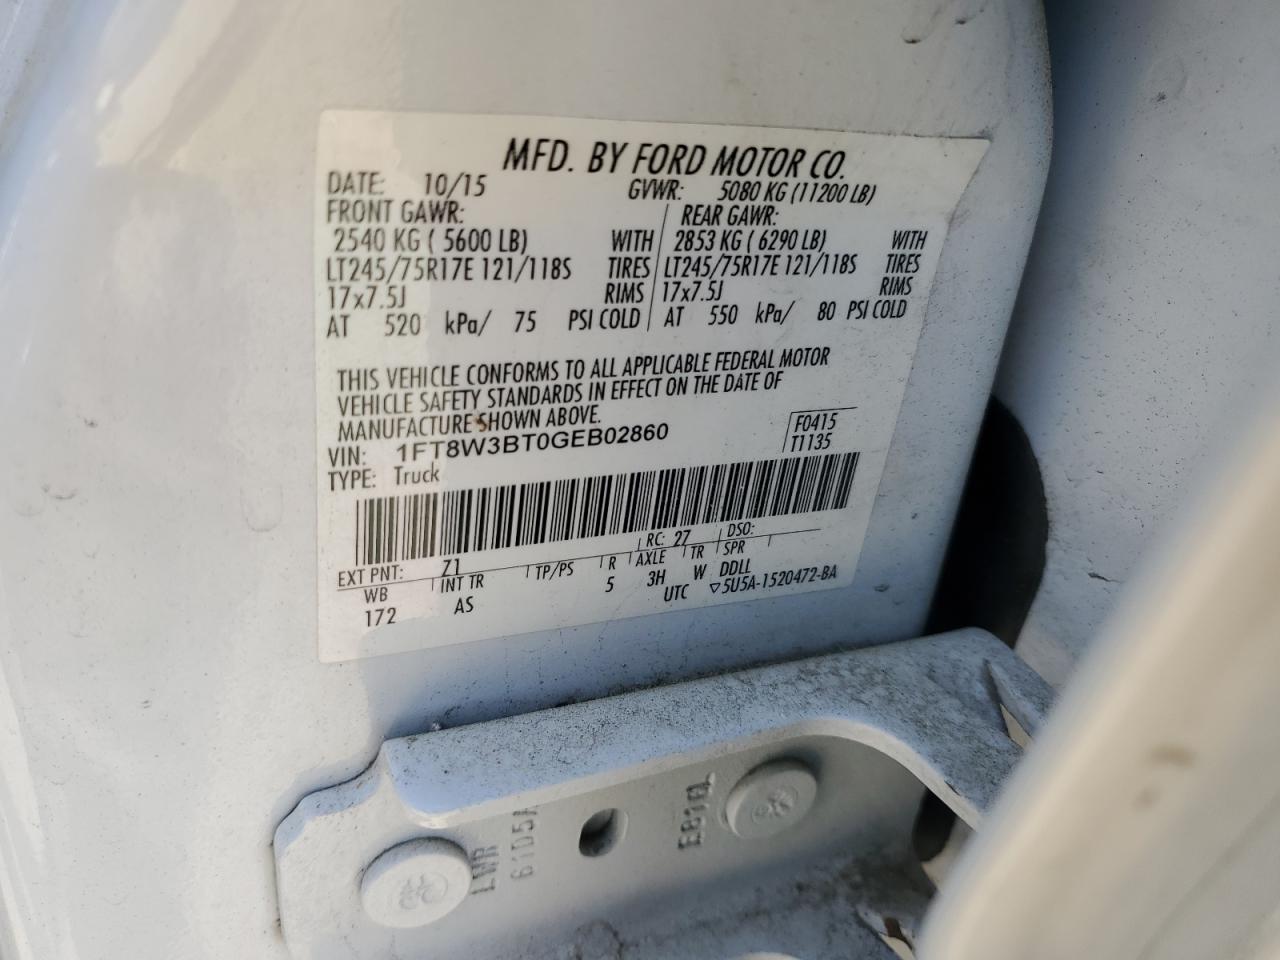 MFD. BY FORD MOTOR CO.
DATE: 10/15 GVWR: 5080 KG (11200 LB)
FRONT GAWR: REAR GAWR:
2540 KG ( 5600 LB) WITH 2853 KG ( 6290 LB) WITH
LT245/75R17E 121/118S TIRES LT245/75R17E 121/118S TIRES
17x7.5J RIMS 17x7.5J RIMS
AT 520 kPa/ 75 PSI COLD AT 550 kPa/ 80 PSI COLD
THIS VEHICLE CONFORMS TO ALL APPLICABLE FEDERAL MOTOR
VEHICLE SAFETY STANDARDS IN EFFECT ON THE DATE OF
MANUFACTURE SHOWN ABOVE.
VIN: 1FT8W3BT0GEB02860 F0415
TYPE: Truck T1135
EXT PNT: Z1 RC: 27 DSO:
WB INT TR TP/PS R AXLE TR SPR
172 AS 5 3H W DDLL
UTC ▽5U5A-1520472-BA
LWR
61D5A